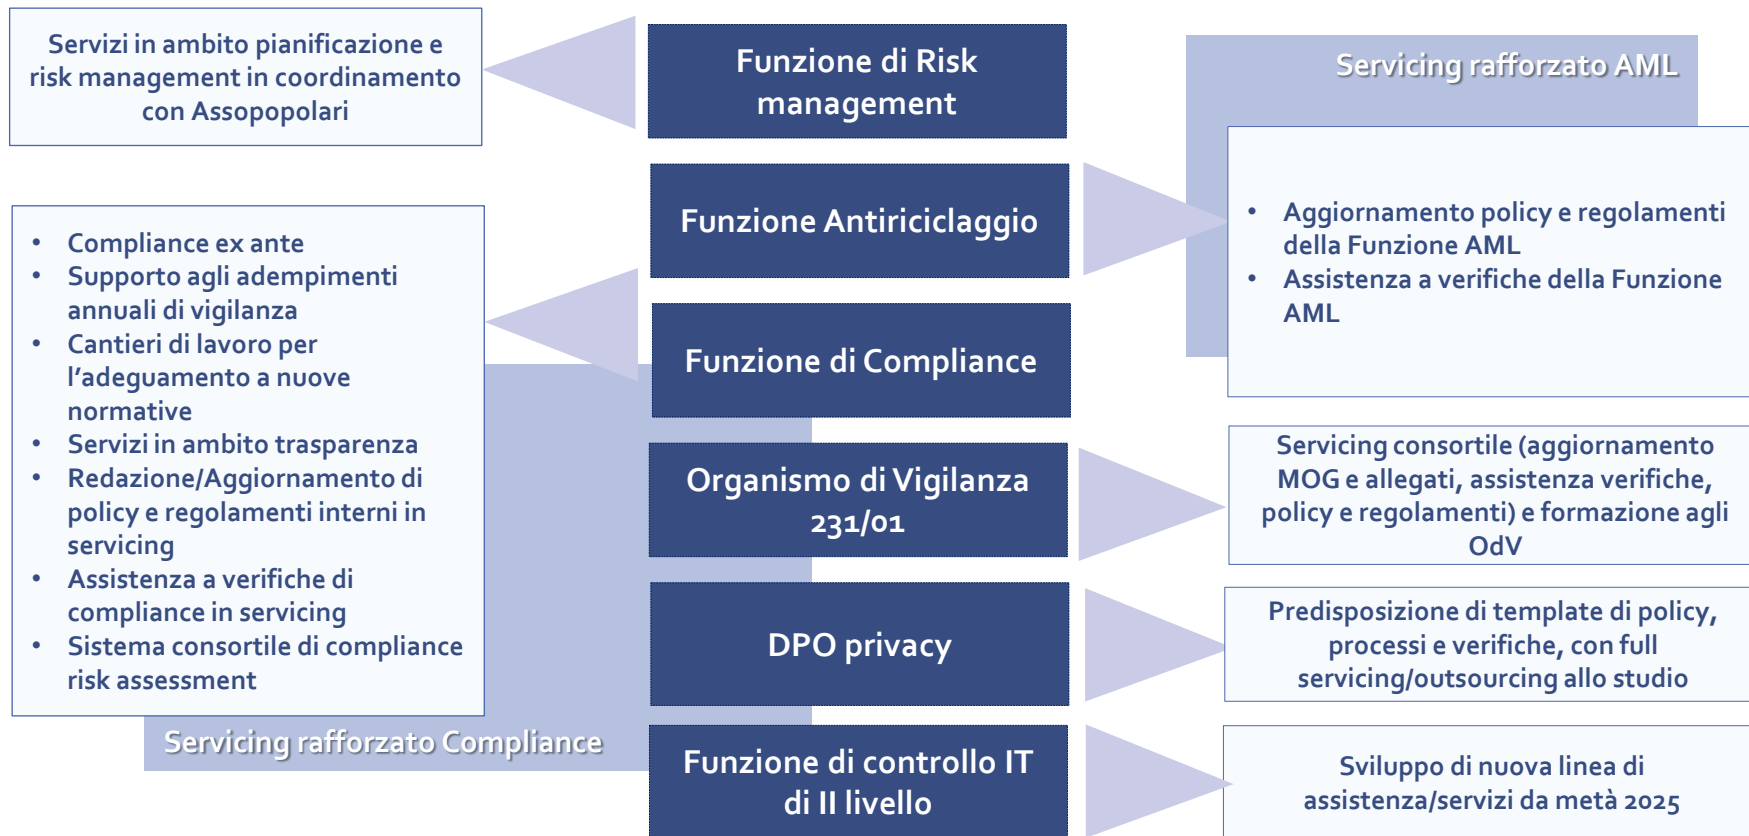 Servizi in ambito pianificazione e
risk management in coordinamento
con Assopopolari
Funzione di Risk
management
Servicing rafforzato AML
Funzione Antiriciclaggio
• Aggiornamento policy e regolamenti
della Funzione AML
• Assistenza a verifiche della Funzione
AML
• Compliance ex ante
• Supporto agli adempimenti
annuali di vigilanza
• Cantieri di lavoro per
l'adeguamento a nuove
normative
• Servizi in ambito trasparenza
• Redazione/Aggiornamento di
policy e regolamenti interni in
servicing
• Assistenza a verifiche di
compliance in servicing
• Sistema consortile di compliance
risk assessment
Servicing rafforzato Compliance
Funzione di Compliance
Organismo di Vigilanza
231/01
Servicing consortile (aggiornamento
MOG e allegati, assistenza verifiche,
policy e regolamenti) e formazione agli
OdV
DPO privacy
Predisposizione di template di policy,
processi e verifiche, con full
servicing/outsourcing allo studio
Funzione di controllo IT
di II livello
Sviluppo di nuova linea di
assistenza/servizi da metà 2025